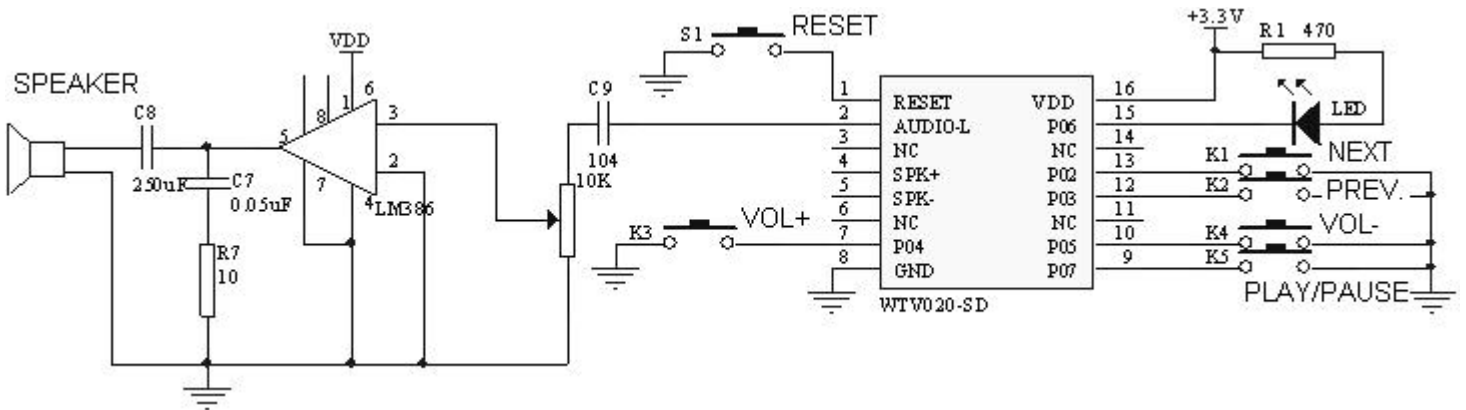 SPEAKER
C8
250uF
C7
0.05uF
R7
10
VDD
6
1
8
5
7
4
3
2
LM386
C9
104
10K
S1
RESET
K3
VOL+
1
2
3
4
5
6
7
8
RESET
AUDIO-L
NC
SPK+
SPK-
NC
P04
GND
VDD
P06
NC
P02
P03
NC
P05
P07
16
15
14
13
12
11
10
9
WTV020-SD
+3.3V
R1 470
LED
K1
NEXT
K2
PREV.
K4
VOL-
K5
PLAY/PAUSE